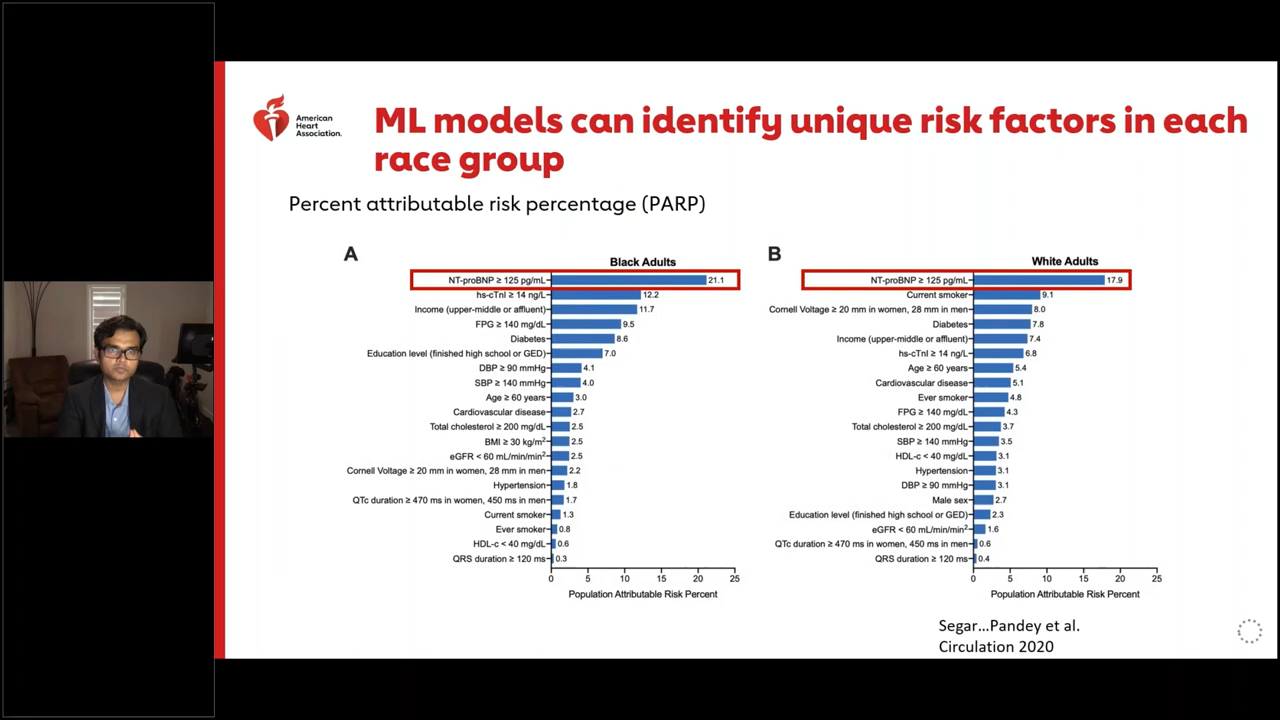 American
Heart
Association.
ML models can identify unique risk factors in each
race group
Percent attributable risk percentage (PARP)
A
Black Adults
NT-proBNP ≥ 125 pg/mL 21.1
hs-cTnI ≥ 14 ng/L 12.2
Income (upper-middle or affluent) 11.7
FPG ≥ 140 mg/dL 9.5
Diabetes 8.6
Education level (finished high school or GED) 7.0
DBP ≥ 90 mmHg 4.1
SBP ≥ 140 mmHg 4.0
Age ≥ 60 years 3.0
Cardiovascular disease 2.7
Total cholesterol ≥ 200 mg/dL 2.5
BMI ≥ 30 kg/m² 2.5
eGFR < 60 mL/min/min² 2.5
Cornell Voltage ≥ 20 mm in women, 28 mm in men 2.2
Hypertension 1.8
QTc duration ≥ 470 ms in women, 450 ms in men 1.7
Current smoker 1.3
Ever smoker 0.8
HDL-c < 40 mg/dL 0.6
QRS duration ≥ 120 ms 0.3
0 5 10 15 20 25
Population Attributable Risk Percent
B
White Adults
NT-proBNP ≥ 125 pg/mL 17.9
Current smoker 9.1
Cornell Voltage ≥ 20 mm in women, 28 mm in men 8.0
Diabetes 7.8
Income (upper-middle or affluent) 7.4
hs-cTnI ≥ 14 ng/L 6.8
Age ≥ 60 years 5.4
Cardiovascular disease 5.1
Ever smoker 4.8
FPG ≥ 140 mg/dL 4.3
Total cholesterol ≥ 200 mg/dL 3.7
SBP ≥ 140 mmHg 3.5
HDL-c < 40 mg/dL 3.1
Hypertension 3.1
DBP ≥ 90 mmHg 3.1
Male sex 2.7
Education level (finished high school or GED) 2.3
eGFR < 60 mL/min/min² 1.6
QTc duration ≥ 470 ms in women, 450 ms in men 0.6
QRS duration ≥ 120 ms 0.4
0 5 10 15 20 25
Population Attributable Risk Percent
Segar...Pandey et al.
Circulation 2020